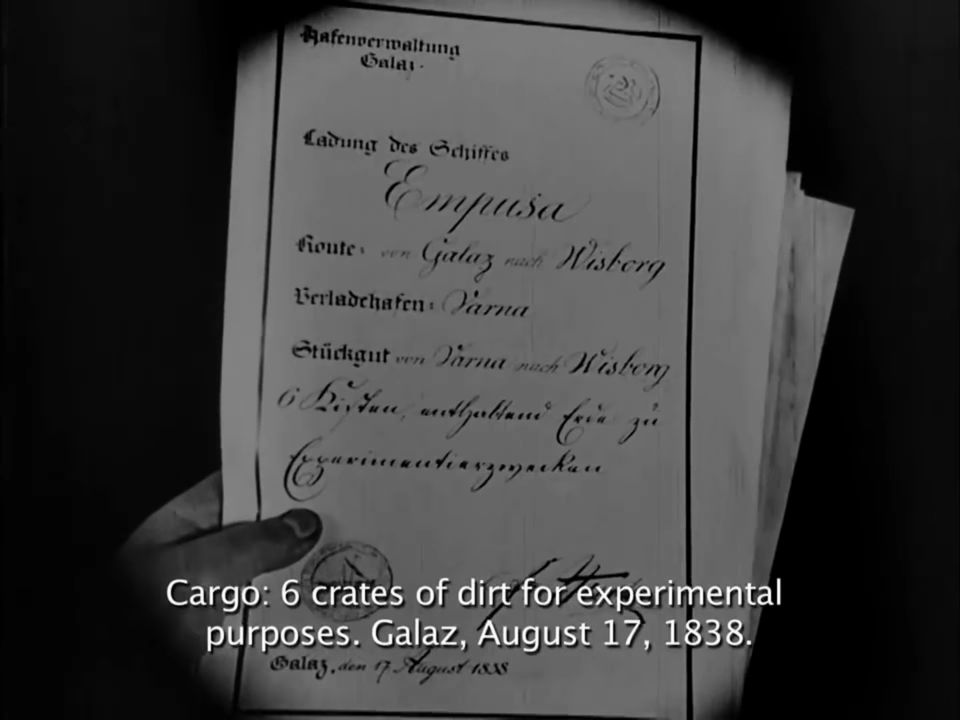 Hafenverwaltung
Galaz.
Ladung des Schiffes
Empusa
Route: von Galaz nach Wisborg
Verladehafen: Varna
Stückgut von Varna nach Wisborg
6 Kisten, enthaltend Erde zu
Experimentierzwecken
Cargo: 6 crates of dirt for experimental
purposes. Galaz, August 17, 1838.
Galaz, den 17. August 1838